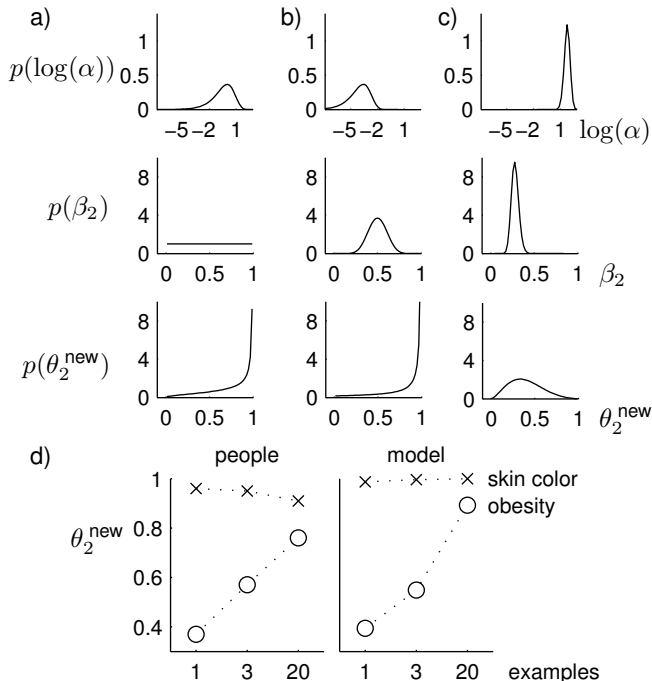 a) b) c)
p(log(α))
1
0.5
0
−5 −2 1
1
0.5
0
−5 −2 1
1
0.5
0
−5 −2 1
log(α)
p(β₂)
8
4
0
0 0.5 1
8
4
0
0 0.5 1
8
4
0
0 0.5 1
β₂
p(θ₂ⁿᵉʷ)
8
4
0
0 0.5 1
8
4
0
0 0.5 1
8
4
0
0 0.5 1
θ₂ⁿᵉʷ
d) people model
skin color
obesity
θ₂ⁿᵉʷ
1
0.8
0.6
0.4
1 3 20
1 3 20
examples